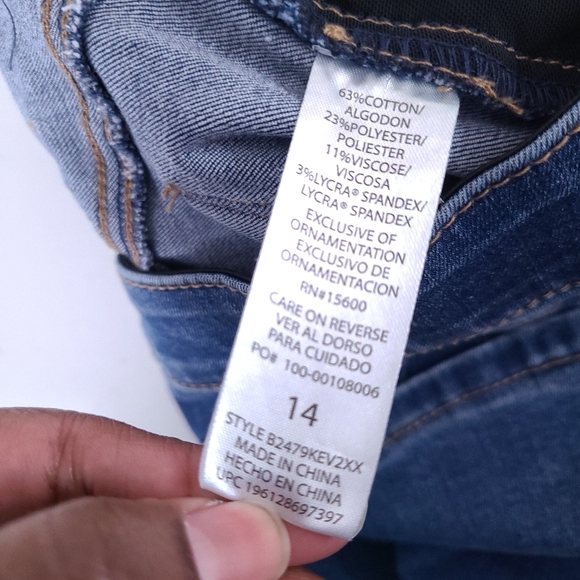 63%COTTON/
ALGODON
23%POLYESTER/
POLIESTER
11%VISCOSE/
VISCOSA
3%LYCRA® SPANDEX/
LYCRA® SPANDEX
EXCLUSIVE OF
ORNAMENTATION
EXCLUSIVO DE
ORNAMENTACION
RN#15600
CARE ON REVERSE
VER AL DORSO
PARA CUIDADO
PO# 100-00108006
14
STYLE B2479KEV2XX
MADE IN CHINA
HECHO EN CHINA
UPC 196128697397